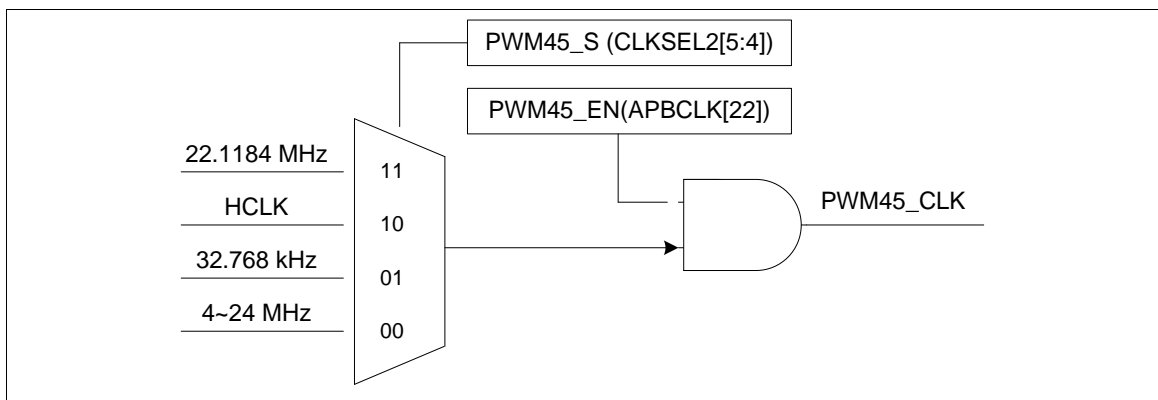 PWM45_S (CLKSEL2[5:4])
PWM45_EN(APBCLK[22])
22.1184 MHz
11
HCLK
10
32.768 kHz
01
4~24 MHz
00
PWM45_CLK